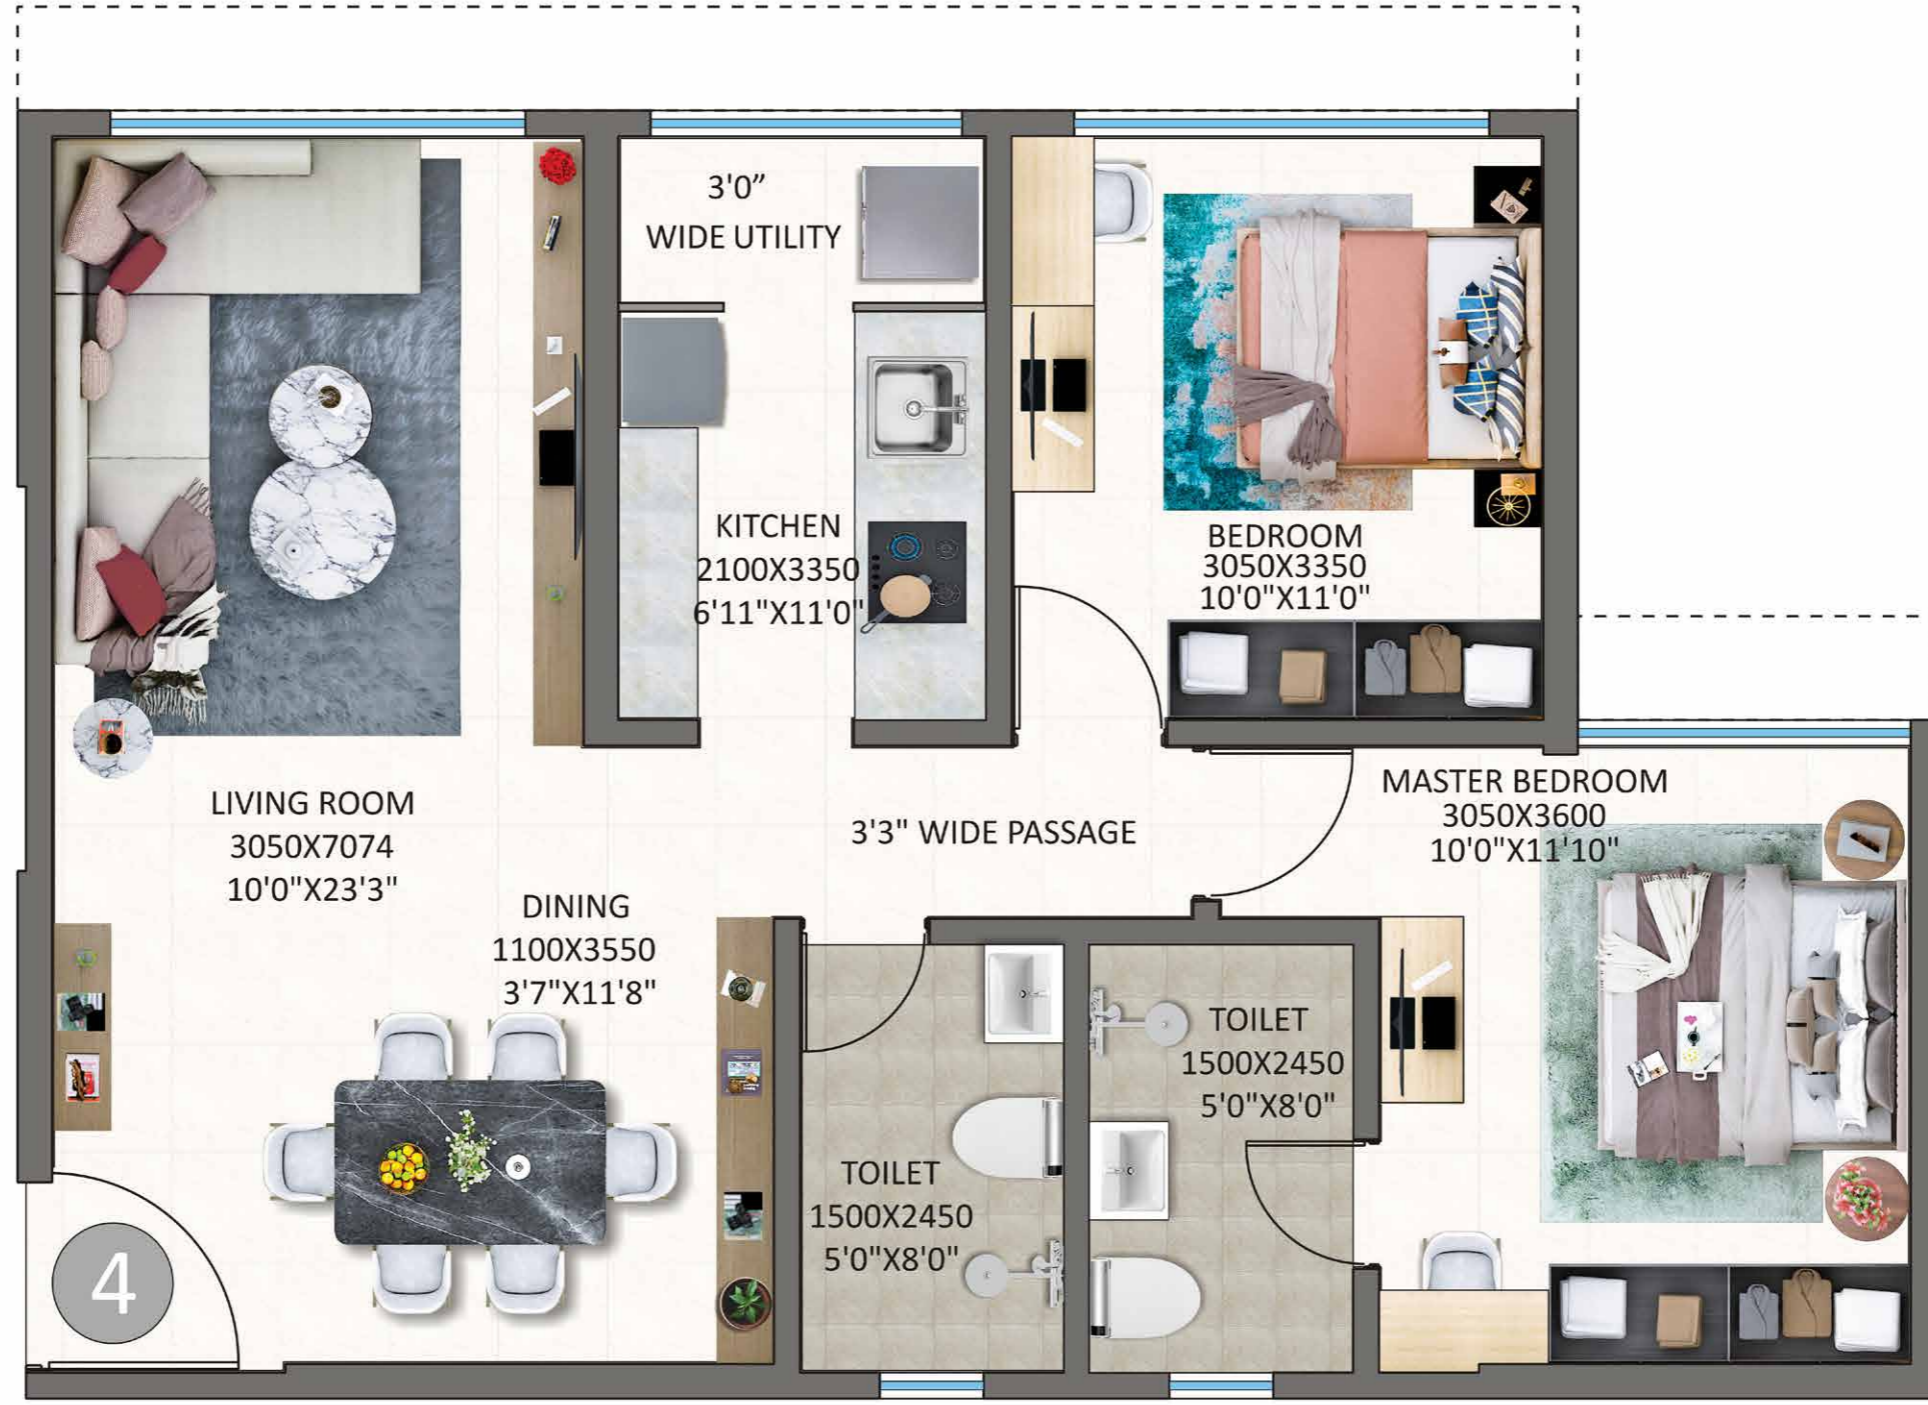 3'0”
WIDE UTILITY
KITCHEN
2100X3350
6'11"X11'0"
BEDROOM
3050X3350
10'0"X11'0"
LIVING ROOM
3050X7074
10'0"X23'3"
3'3" WIDE PASSAGE
MASTER BEDROOM
3050X3600
10'0"X11'10"
DINING
1100X3550
3'7"X11'8"
TOILET
1500X2450
5'0"X8'0"
TOILET
1500X2450
5'0"X8'0"
4